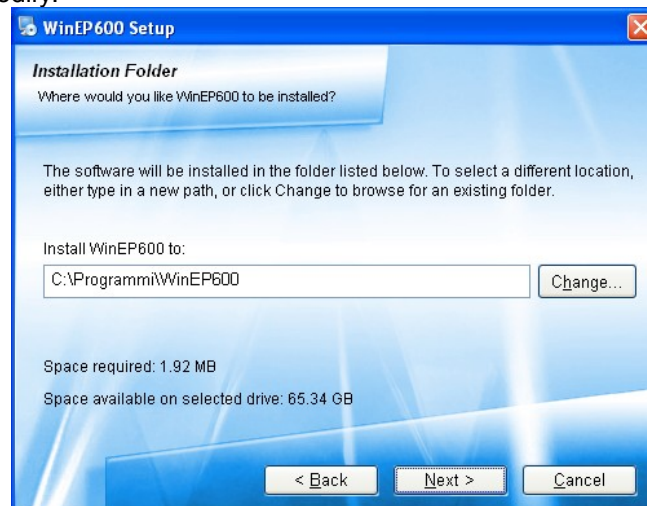 WinEP600 Setup
Installation Folder
Where would you like WinEP600 to be installed?
The software will be installed in the folder listed below. To select a different location,
either type in a new path, or click Change to browse for an existing folder.
Install WinEP600 to:
C:\Programmi\WinEP600
Change...
Space required: 1.92 MB
Space available on selected drive: 65.34 GB
< Back
Next >
Cancel